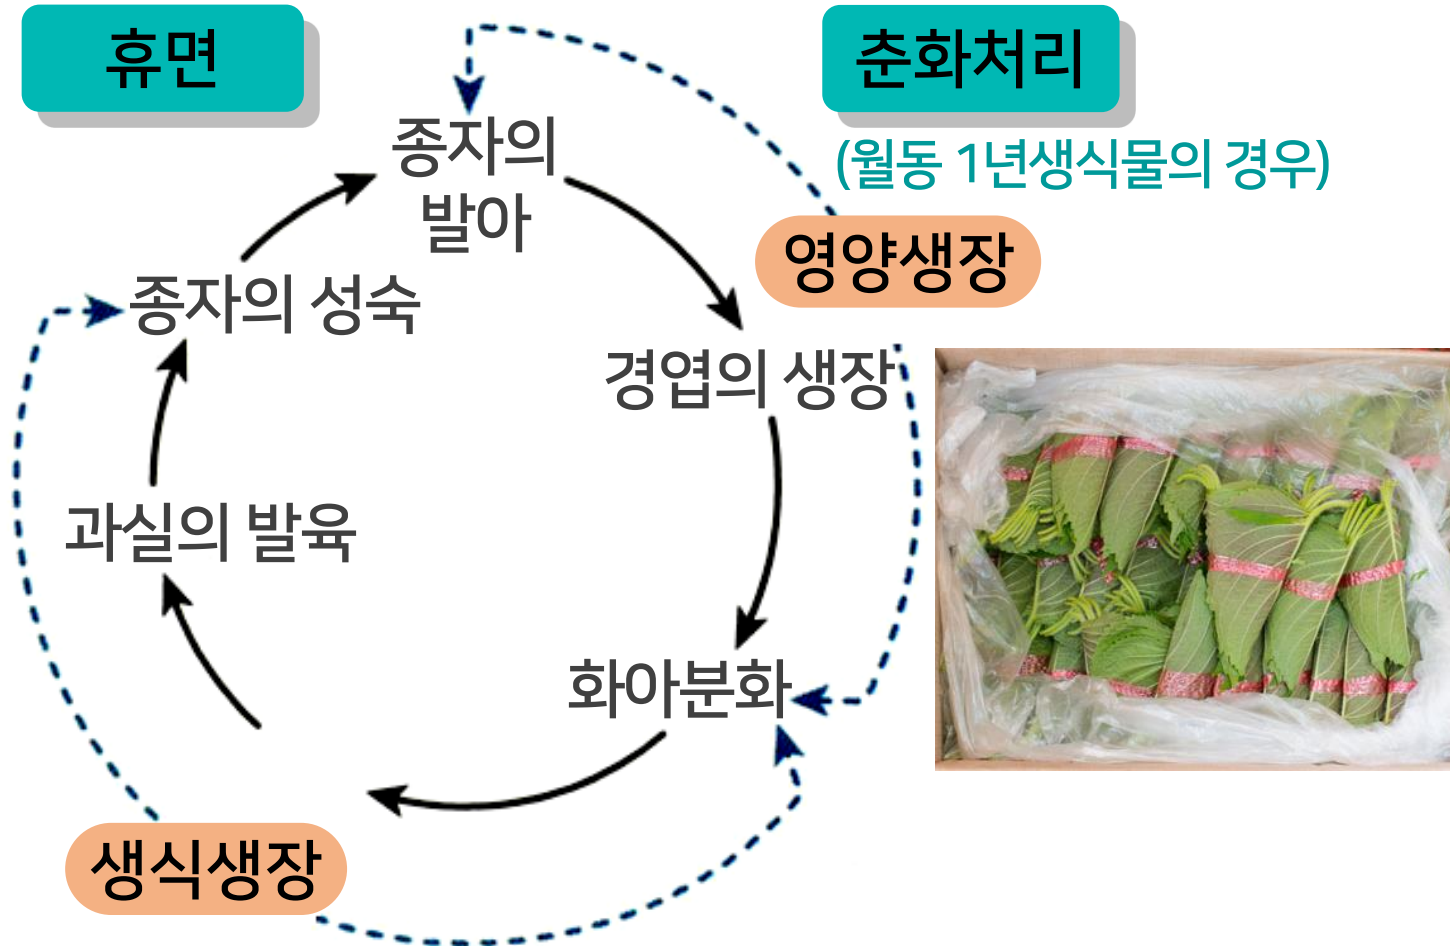 휴면
춘화처리
(월동 1년생식물의 경우)
종자의
발아
영양생장
종자의 성숙
경엽의 생장
과실의 발육
화아분화
생식생장